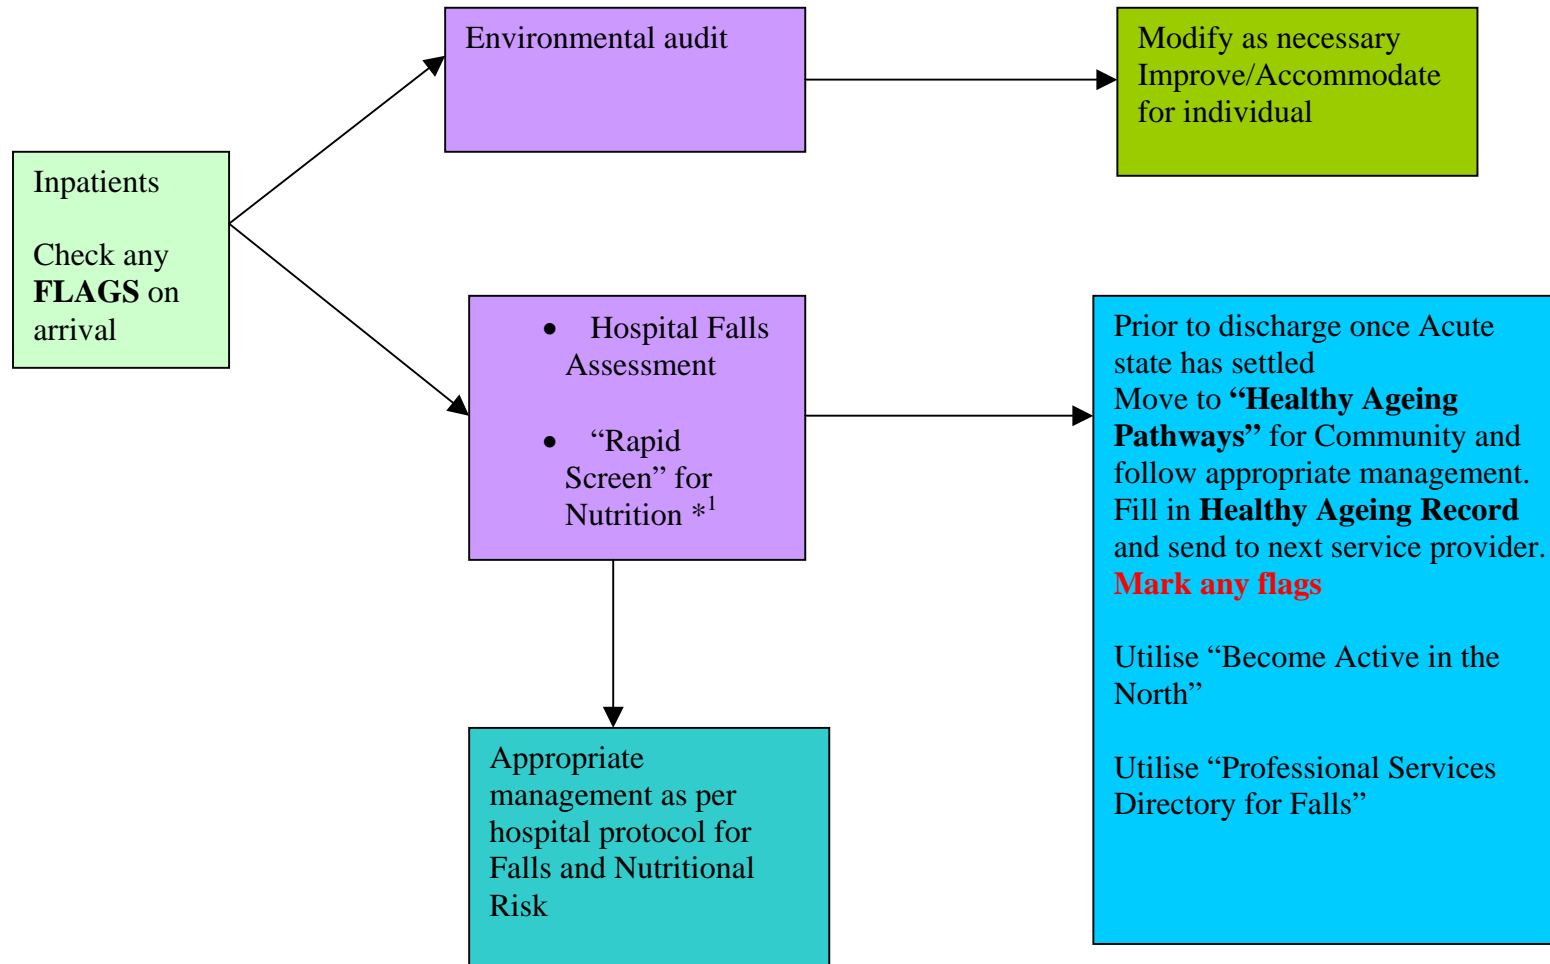 Environmental audit
Modify as necessary
Improve/Accommodate
for individual
Inpatients
Check any
FLAGS on
arrival
• Hospital Falls
Assessment
• “Rapid
Screen” for
Nutrition *1
Prior to discharge once Acute
state has settled
Move to “Healthy Ageing
Pathways” for Community and
follow appropriate management.
Fill in Healthy Ageing Record
and send to next service provider.
Mark any flags
Utilise “Become Active in the
North”
Utilise “Professional Services
Directory for Falls”
Appropriate
management as per
hospital protocol for
Falls and Nutritional
Risk